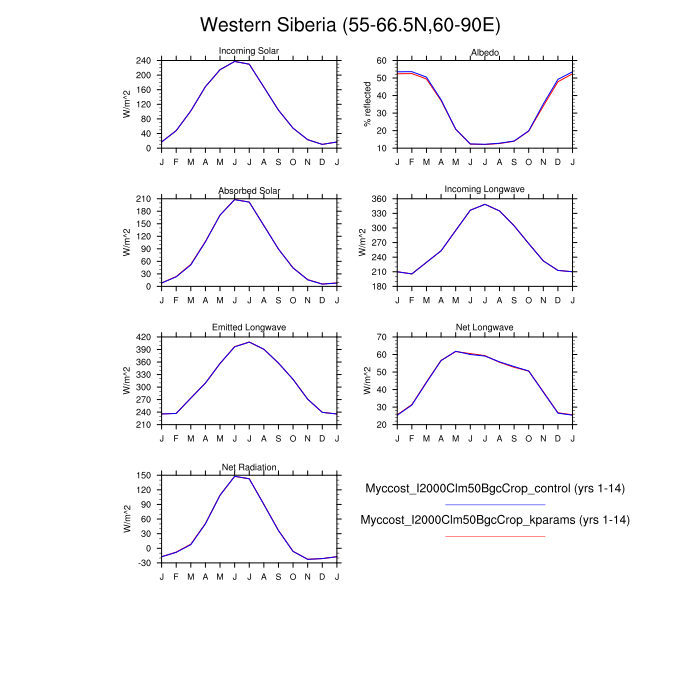 Western Siberia (55-66.5N,60-90E)
Incoming Solar
W/m^2
240
200
160
120
80
40
0
J F M A M J J A S O N D J
Albedo
% reflected
60
50
40
30
20
10
J F M A M J J A S O N D J
Absorbed Solar
W/m^2
210
180
150
120
90
60
30
0
J F M A M J J A S O N D J
Incoming Longwave
W/m^2
360
330
300
270
240
210
180
J F M A M J J A S O N D J
Emitted Longwave
W/m^2
420
390
360
330
300
270
240
210
J F M A M J J A S O N D J
Net Longwave
W/m^2
70
60
50
40
30
20
J F M A M J J A S O N D J
Net Radiation
W/m^2
150
120
90
60
30
0
-30
J F M A M J J A S O N D J
Myccost_I2000Clm50BgcCrop_control (yrs 1-14)
Myccost_I2000Clm50BgcCrop_kparams (yrs 1-14)